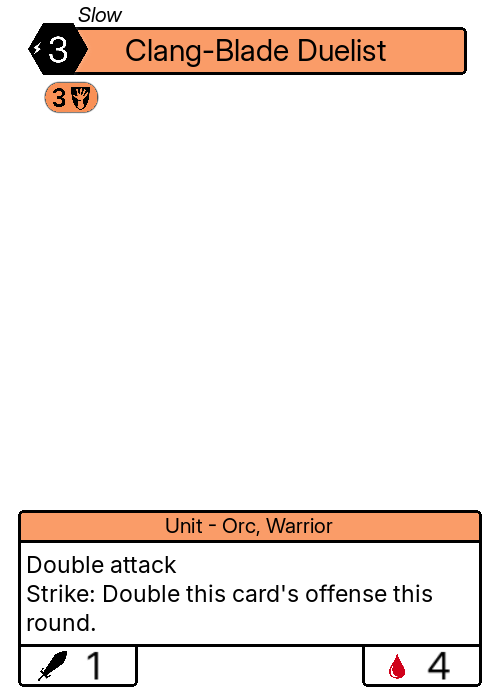 Slow
3 Clang-Blade Duelist
3
Unit - Orc, Warrior
Double attack
Strike: Double this card's offense this
round.
1 4